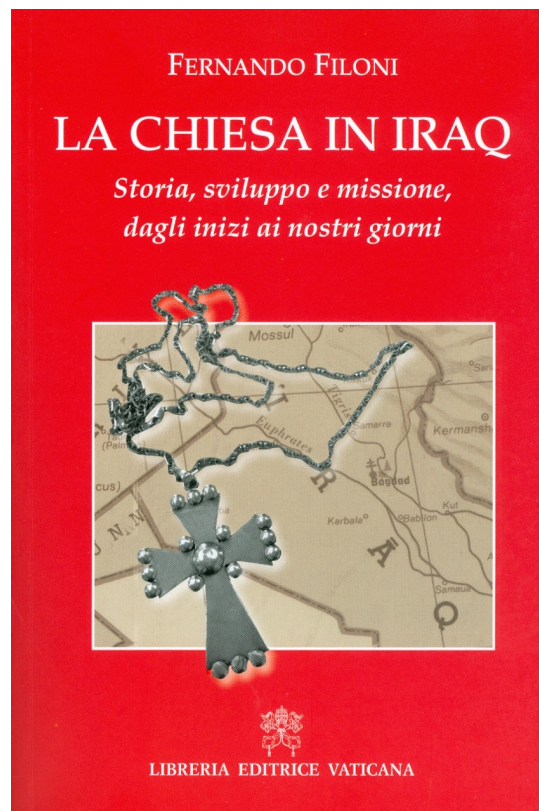 FERNANDO FILONI
LA CHIESA IN IRAQ
Storia, sviluppo e missione,
dagli inizi ai nostri giorni
Mossul
Kermansh
Tigris
Samarra
Euphrates
Bagdad
cus)
Kut
Karbala
Babilon
Samaua
R
Ā
Q
LIBRERIA EDITRICE VATICANA